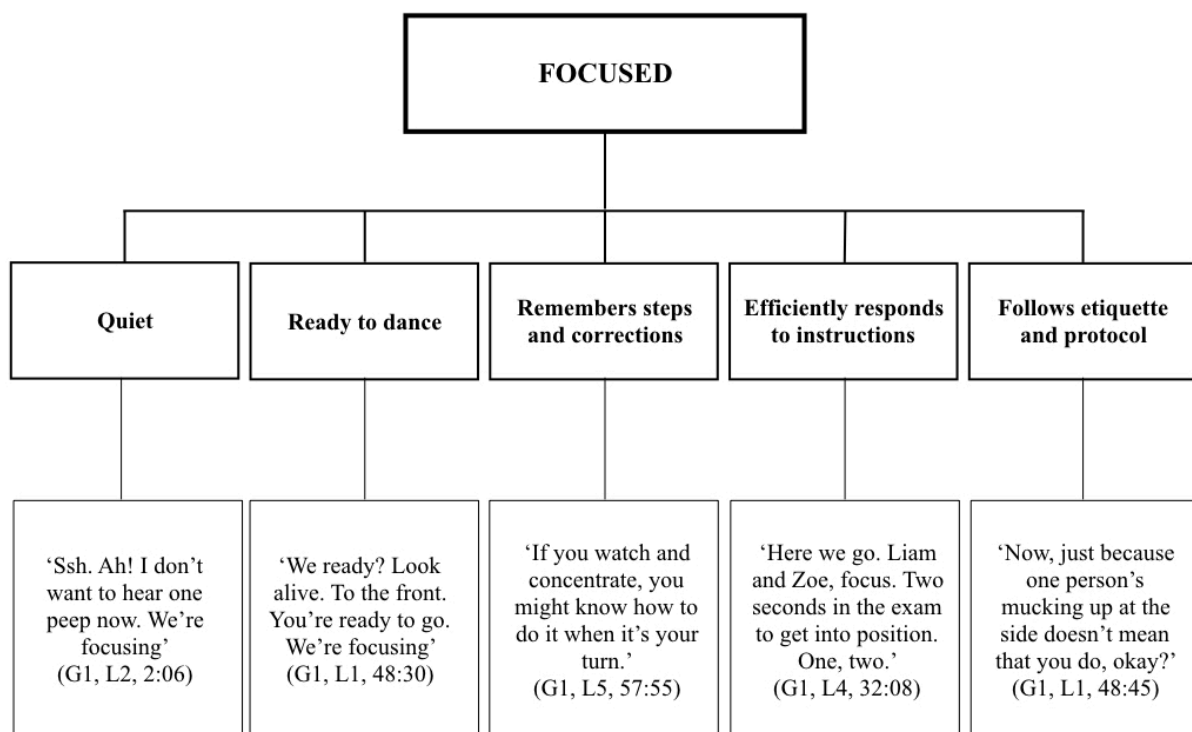 FOCUSED
Quiet
Ready to dance
Remembers steps
and corrections
Efficiently responds
to instructions
Follows etiquette
and protocol
‘Ssh. Ah! I don’t
want to hear one
peep now. We’re
focusing’
(G1, L2, 2:06)
‘We ready? Look
alive. To the front.
You’re ready to go.
We’re focusing’
(G1, L1, 48:30)
‘If you watch and
concentrate, you
might know how to
do it when it’s your
turn.’
(G1, L5, 57:55)
‘Here we go. Liam
and Zoe, focus. Two
seconds in the exam
to get into position.
One, two.’
(G1, L4, 32:08)
‘Now, just because
one person’s
mucking up at the
side doesn’t mean
that you do, okay?’
(G1, L1, 48:45)